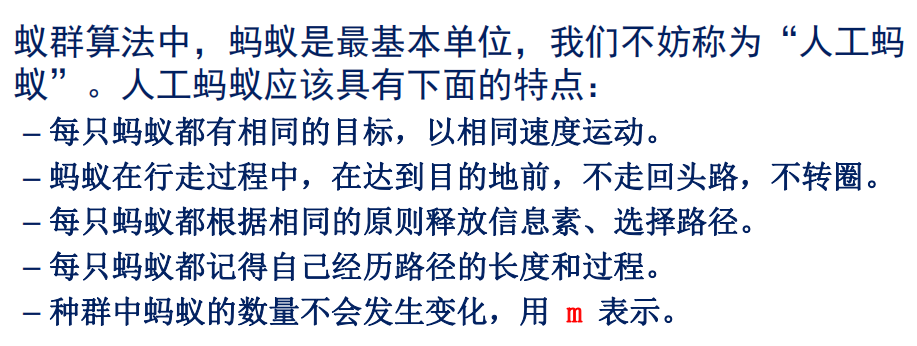 蚁群算法中，蚂蚁是最基本单位，我们不妨称为“人工蚂
蚁”。人工蚂蚁应该具有下面的特点：
– 每只蚂蚁都有相同的目标，以相同速度运动。
– 蚂蚁在行走过程中，在达到目的地前，不走回头路，不转圈。
– 每只蚂蚁都根据相同的原则释放信息素、选择路径。
– 每只蚂蚁都记得自己经历路径的长度和过程。
– 种群中蚂蚁的数量不会发生变化，用 m 表示。